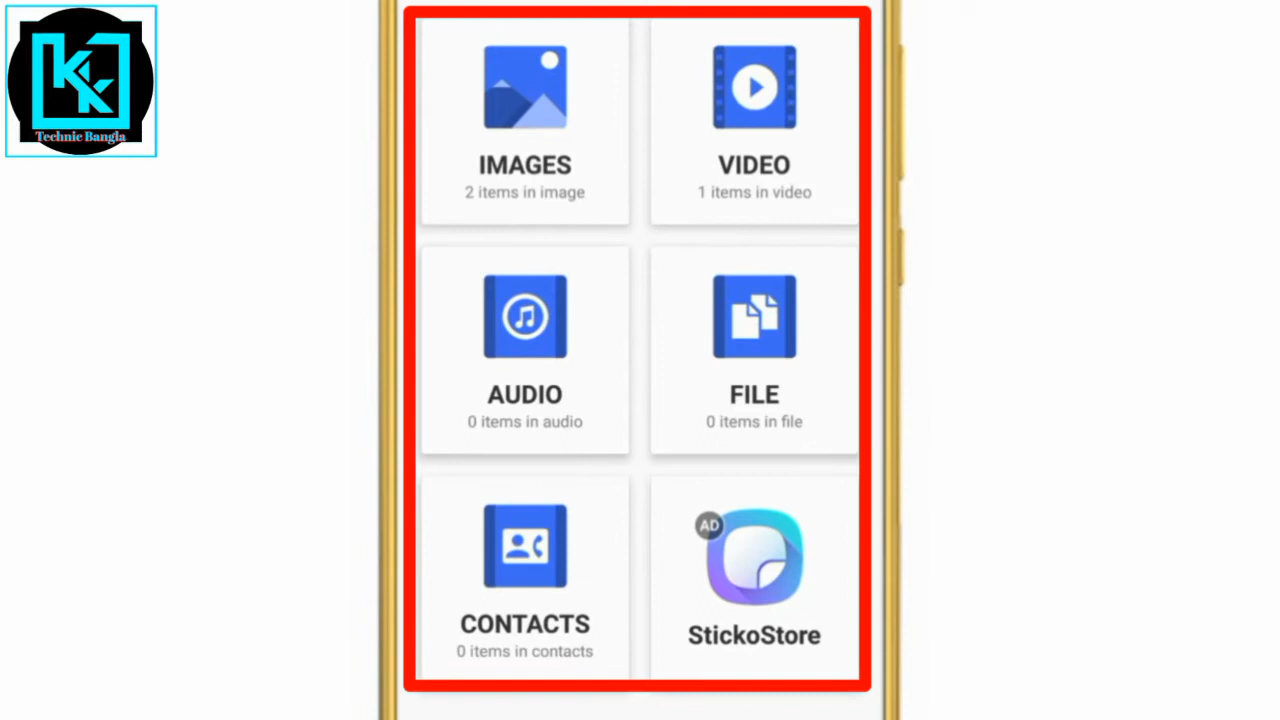 KK
Technic Bangla
IMAGES
2 items in image
VIDEO
1 items in video
AUDIO
0 items in audio
FILE
0 items in file
CONTACTS
0 items in contacts
AD
StickoStore